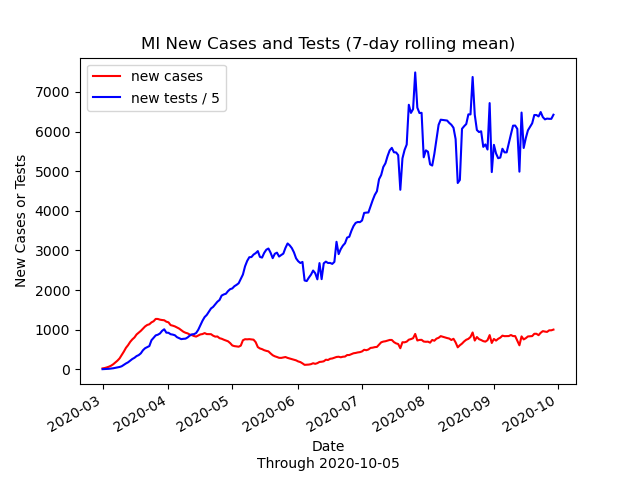 MI New Cases and Tests (7-day rolling mean)
new cases
new tests / 5
New Cases or Tests
7000
6000
5000
4000
3000
2000
1000
0
2020-03
2020-04
2020-05
2020-06
2020-07
2020-08
2020-09
2020-10
Date
Through 2020-10-05